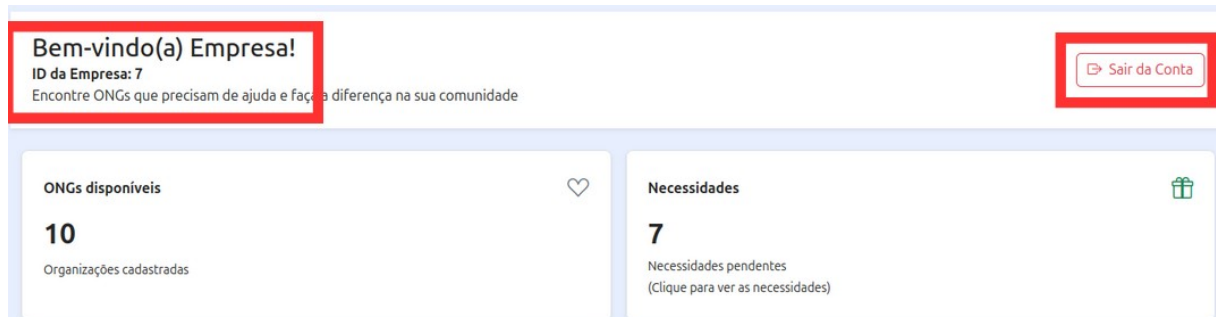 Bem-vindo(a) Empresa!
ID da Empresa: 7
Encontre ONGs que precisam de ajuda e faça a diferença na sua comunidade
Sair da Conta
ONGs disponíveis
10
Organizações cadastradas
Necessidades
7
Necessidades pendentes
(Clique para ver as necessidades)